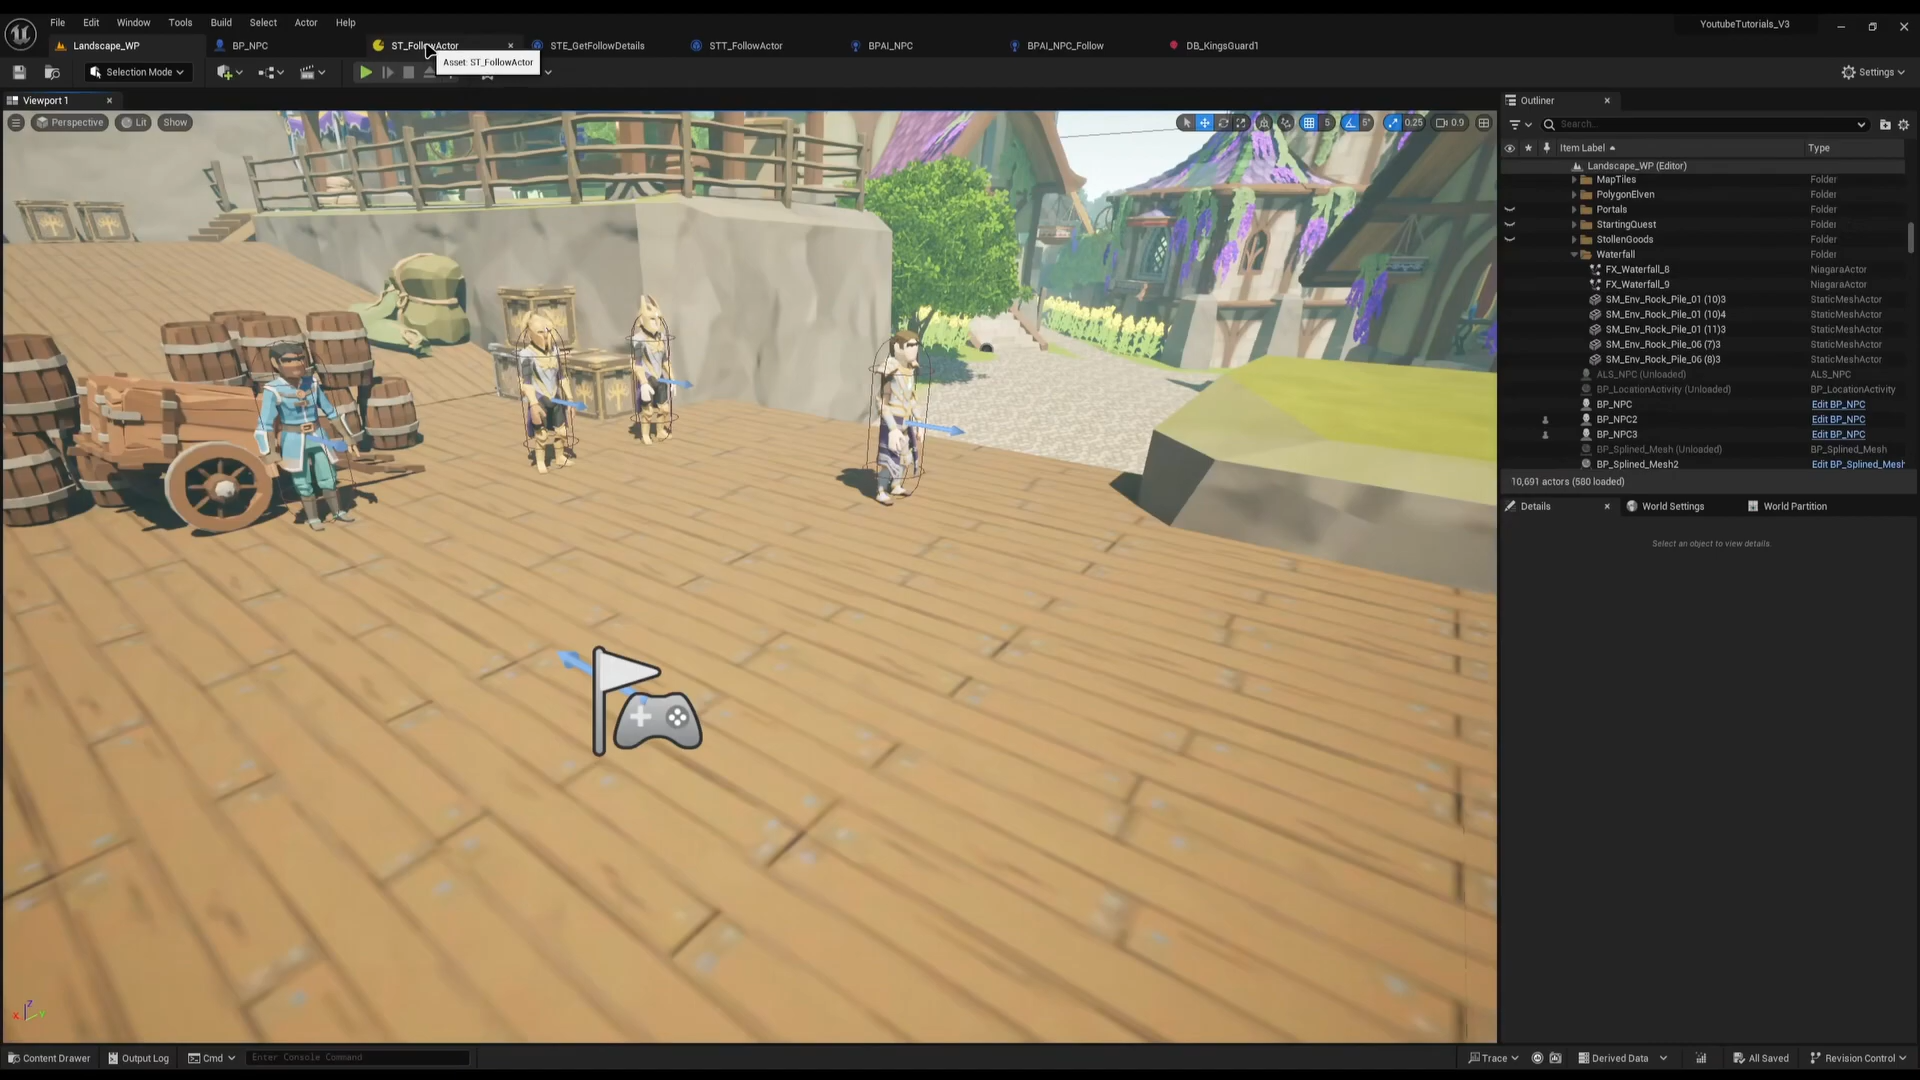 File Edit Window Tools Build Select Actor Help
YoutubeTutorials_V3
Landscape_WP
BP_NPC
ST_FollowActor
STE_GetFollowDetails
STT_FollowActor
BPAI_NPC
BPAI_NPC_Follow
DB_KingsGuard1
Asset: ST_FollowActor
Selection Mode
Settings
Viewport 1
Perspective
Lit
Show
5
5°
0.25
0.9
Outliner
Search...
Item Label
Type
Landscape_WP (Editor)
MapTiles Folder
PolygonElven Folder
Portals Folder
StartingQuest Folder
StollenGoods Folder
Waterfall Folder
FX_Waterfall_8 NiagaraActor
FX_Waterfall_9 NiagaraActor
SM_Env_Rock_Pile_01 (10)3 StaticMeshActor
SM_Env_Rock_Pile_01 (10)4 StaticMeshActor
SM_Env_Rock_Pile_01 (11)3 StaticMeshActor
SM_Env_Rock_Pile_06 (7)3 StaticMeshActor
SM_Env_Rock_Pile_06 (8)3 StaticMeshActor
ALS_NPC (Unloaded) ALS_NPC
BP_LocationActivity (Unloaded) BP_LocationActivity
BP_NPC Edit BP_NPC
BP_NPC2 Edit BP_NPC
BP_NPC3 Edit BP_NPC
BP_Splined_Mesh (Unloaded) BP_Splined_Mesh
BP_Splined_Mesh2 Edit BP_Splined_Mesh
10,691 actors (580 loaded)
Details
World Settings
World Partition
Select an object to view details.
Z
X
Y
Content Drawer
Output Log
Cmd
Enter Console Command
Trace
Derived Data
All Saved
Revision Control